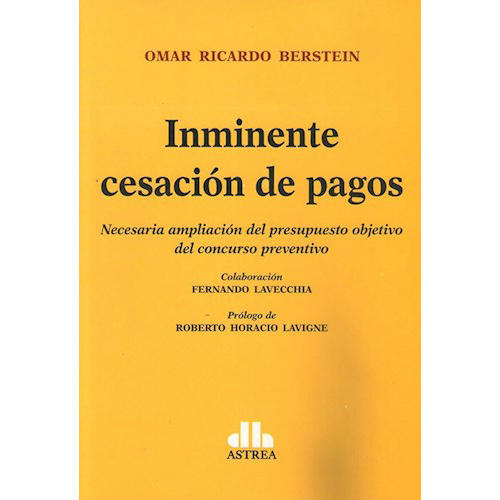 OMAR RICARDO BERSTEIN
Inminente
cesación de pagos
Necesaria ampliación del presupuesto objetivo
del concurso preventivo
Colaboración
FERNANDO LAVECCHIA
Prólogo de
ROBERTO HORACIO LAVIGNE
ASTREA